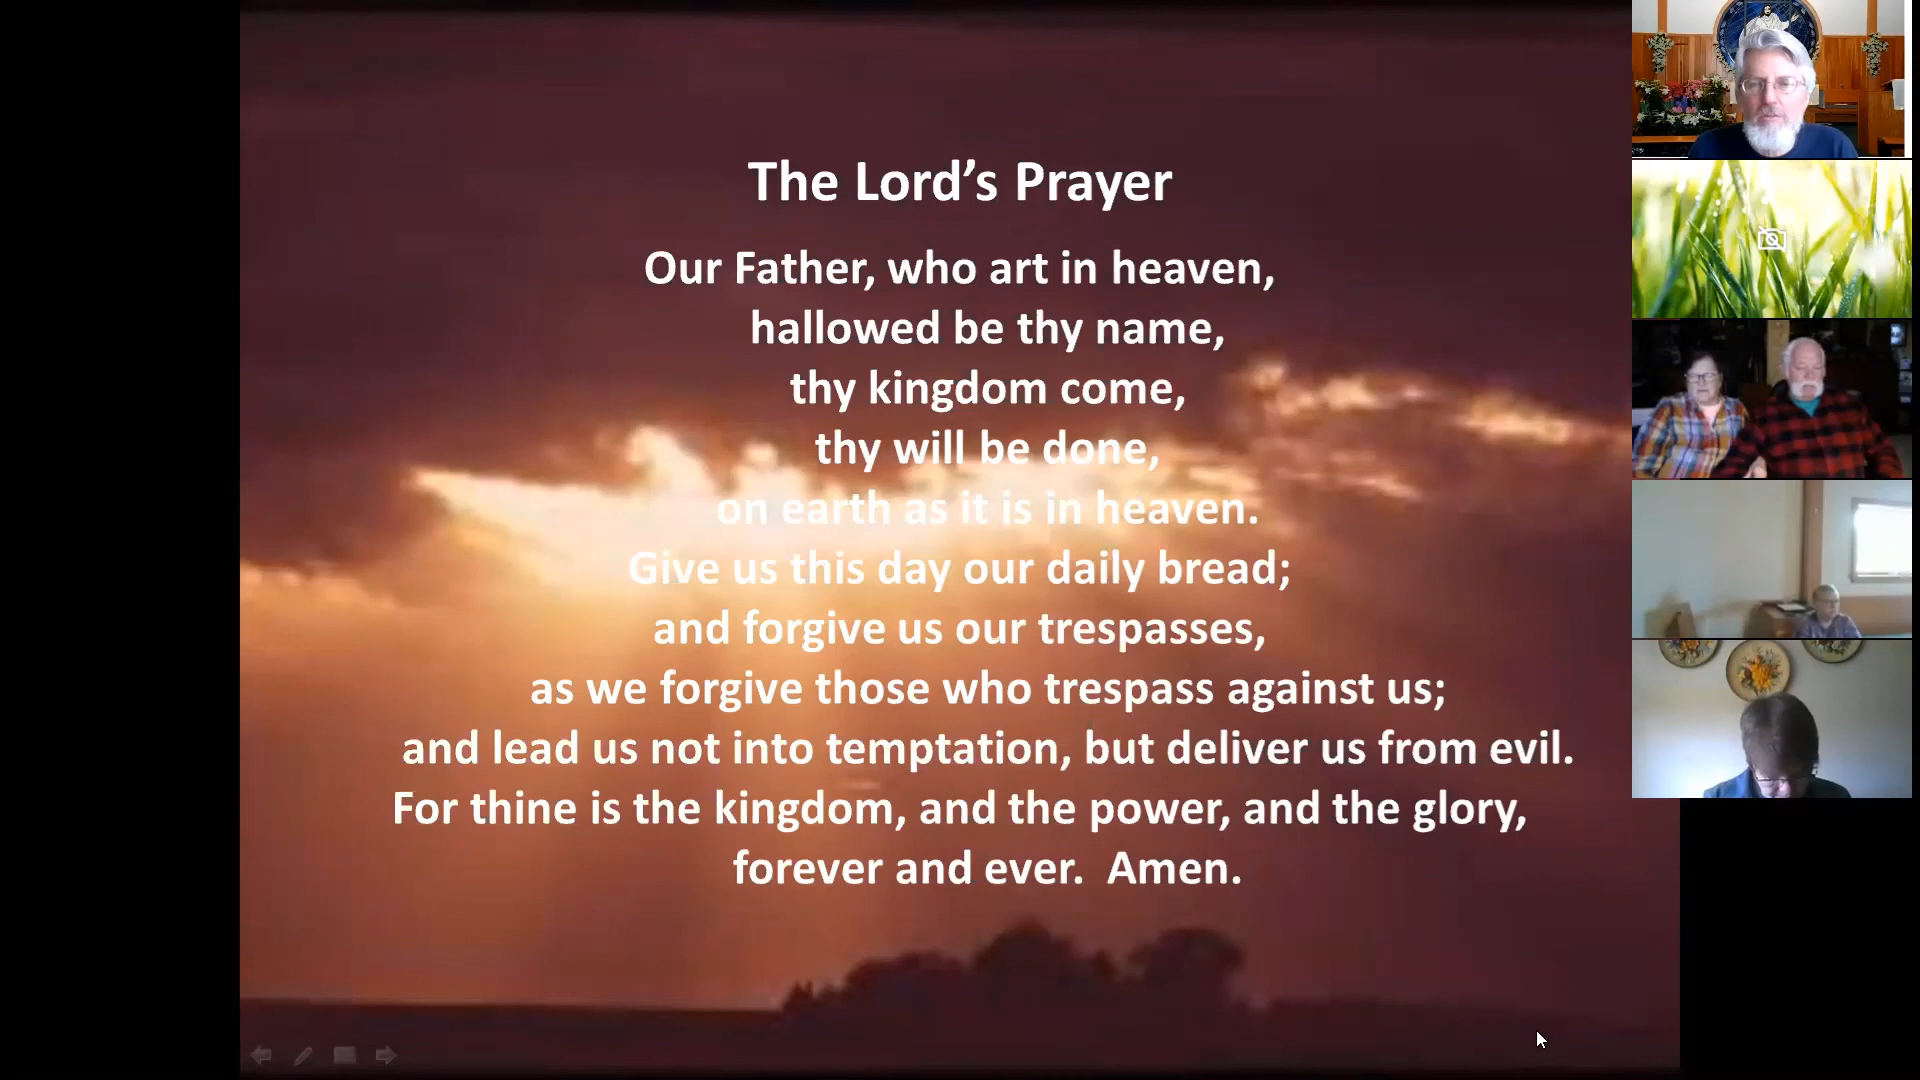 The Lord’s Prayer
Our Father, who art in heaven,
hallowed be thy name,
thy kingdom come,
thy will be done,
on earth as it is in heaven.
Give us this day our daily bread;
and forgive us our trespasses,
as we forgive those who trespass against us;
and lead us not into temptation, but deliver us from evil.
For thine is the kingdom, and the power, and the glory,
forever and ever.  Amen.